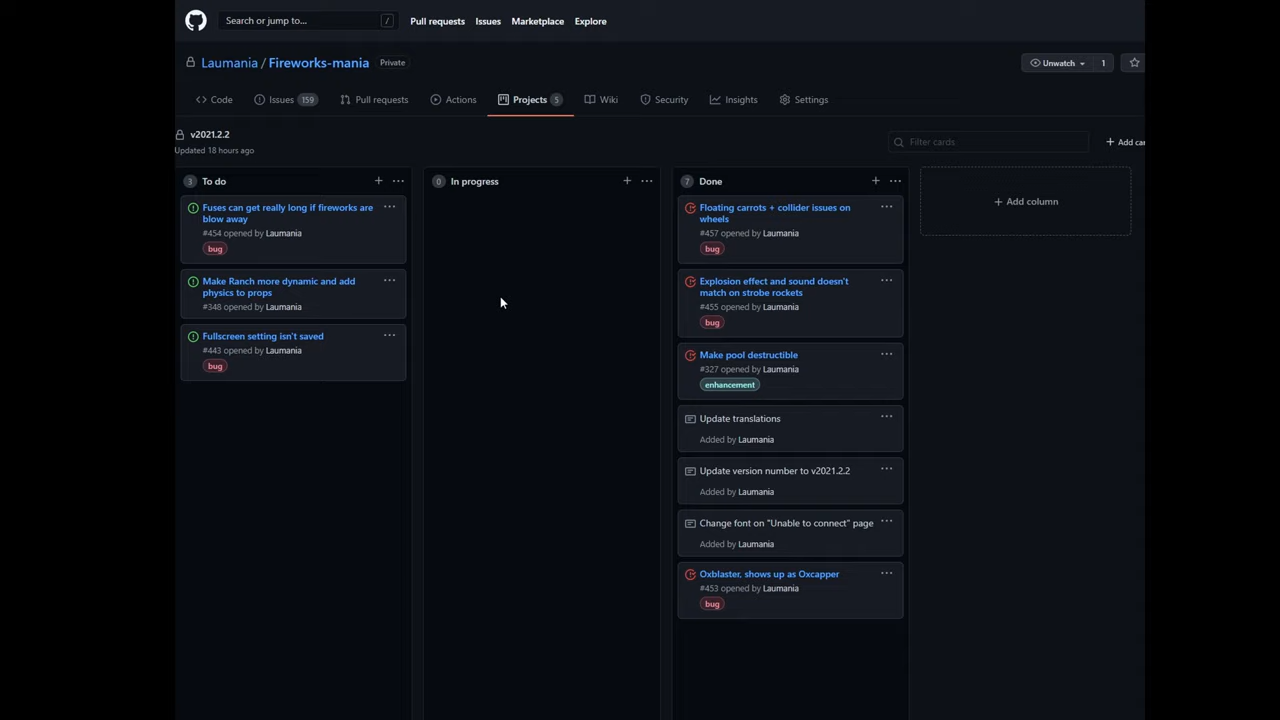 Search or jump to... /
Pull requests Issues Marketplace Explore
Laumania / Fireworks-mania Private
Unwatch 1
Code Issues 159 Pull requests Actions Projects 5 Wiki Security Insights Settings
v2021.2.2
Updated 18 hours ago
Filter cards
+ Add car
3 To do
Fuses can get really long if fireworks are
blow away
#454 opened by Laumania
bug
Make Ranch more dynamic and add
physics to props
#348 opened by Laumania
Fullscreen setting isn't saved
#443 opened by Laumania
bug
0 In progress
7 Done
Floating carrots + collider issues on
wheels
#457 opened by Laumania
bug
Explosion effect and sound doesn't
match on strobe rockets
#455 opened by Laumania
bug
Make pool destructible
#327 opened by Laumania
enhancement
Update translations
Added by Laumania
Update version number to v2021.2.2
Added by Laumania
Change font on "Unable to connect" page
Added by Laumania
Oxblaster, shows up as Oxcapper
#453 opened by Laumania
bug
+ Add column